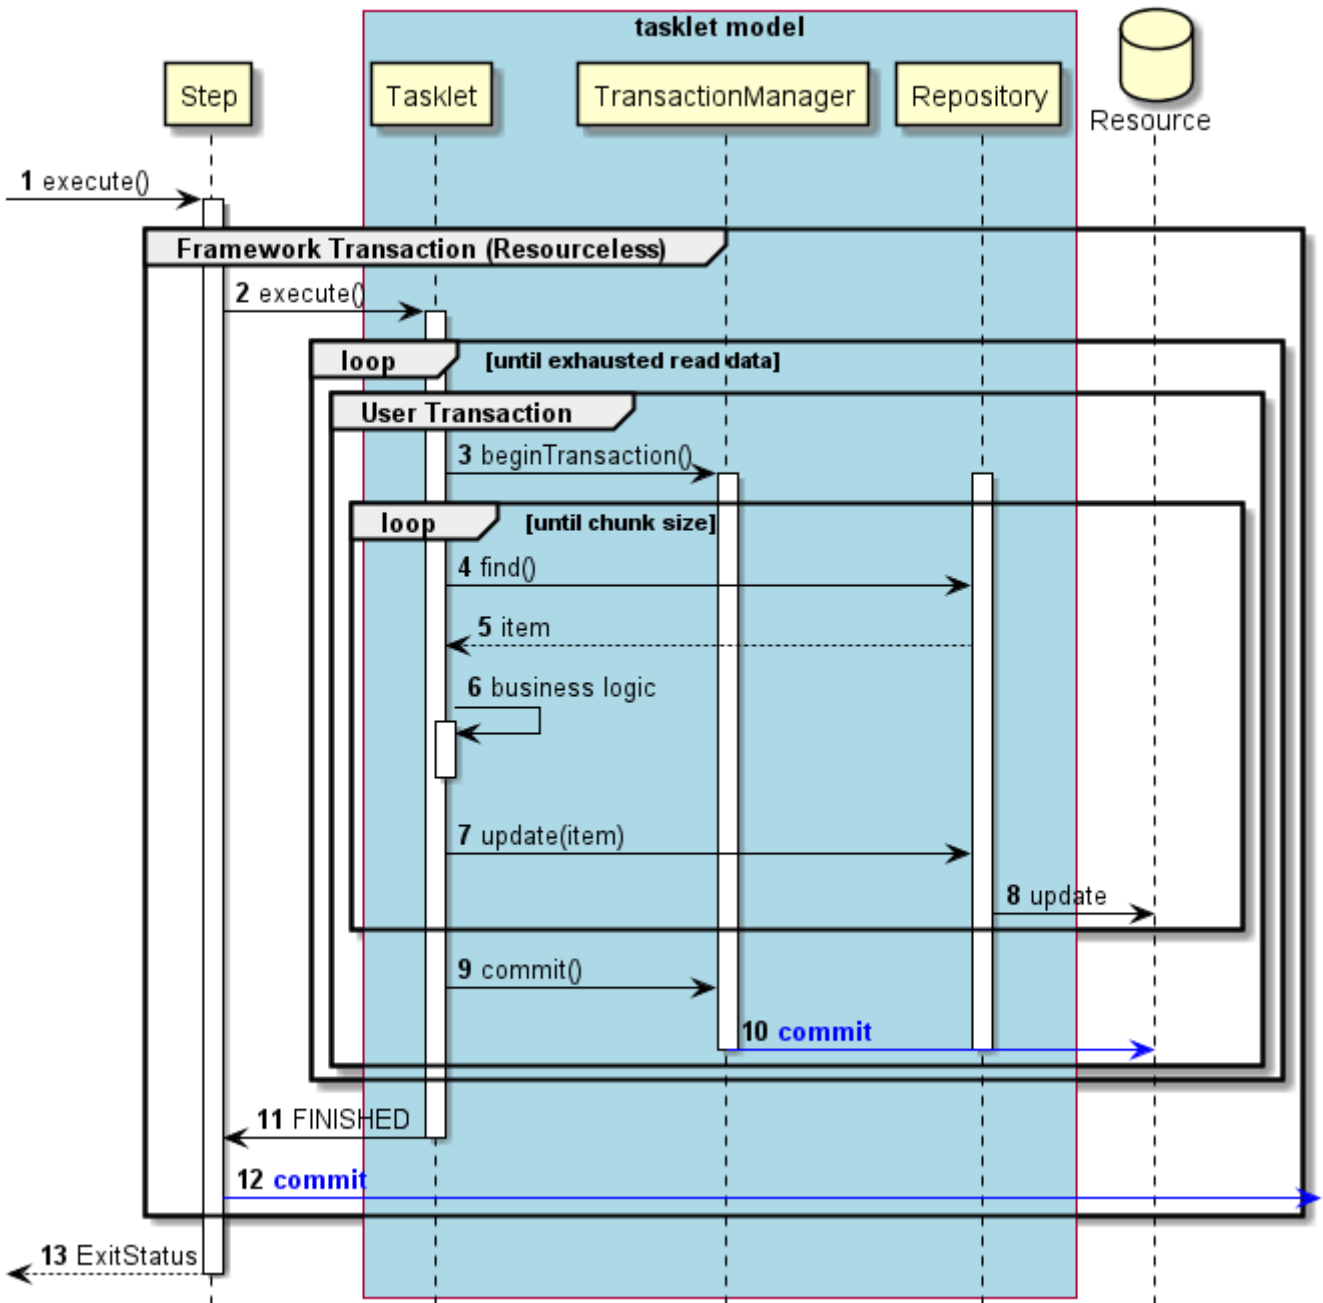 tasklet model
Step
Tasklet
TransactionManager
Repository
Resource
1 execute()
Framework Transaction (Resourceless)
2 execute()
loop [until exhausted read data]
User Transaction
3 beginTransaction()
loop [until chunk size]
4 find()
5 item
6 business logic
7 update(item)
8 update
9 commit()
10 commit
11 FINISHED
12 commit
13 ExitStatus